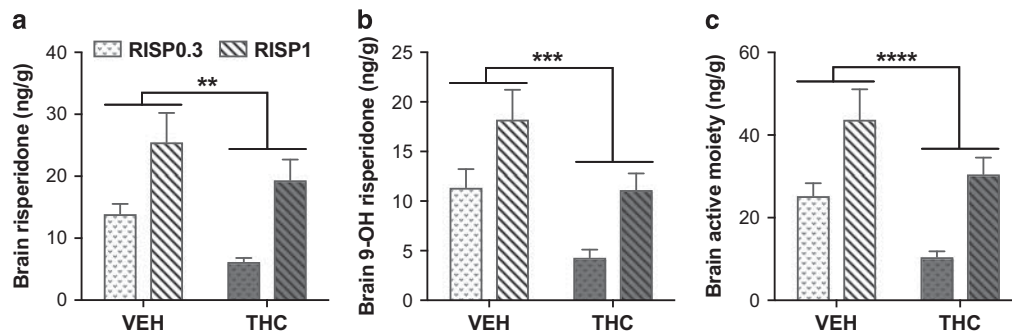 a
Brain risperidone (ng/g)
40
30
20
10
0
RISP0.3 RISP1
**
VEH THC
b
Brain 9-OH risperidone (ng/g)
25
20
15
10
5
0
***
VEH THC
c
Brain active moiety (ng/g)
60
40
20
0
****
VEH THC